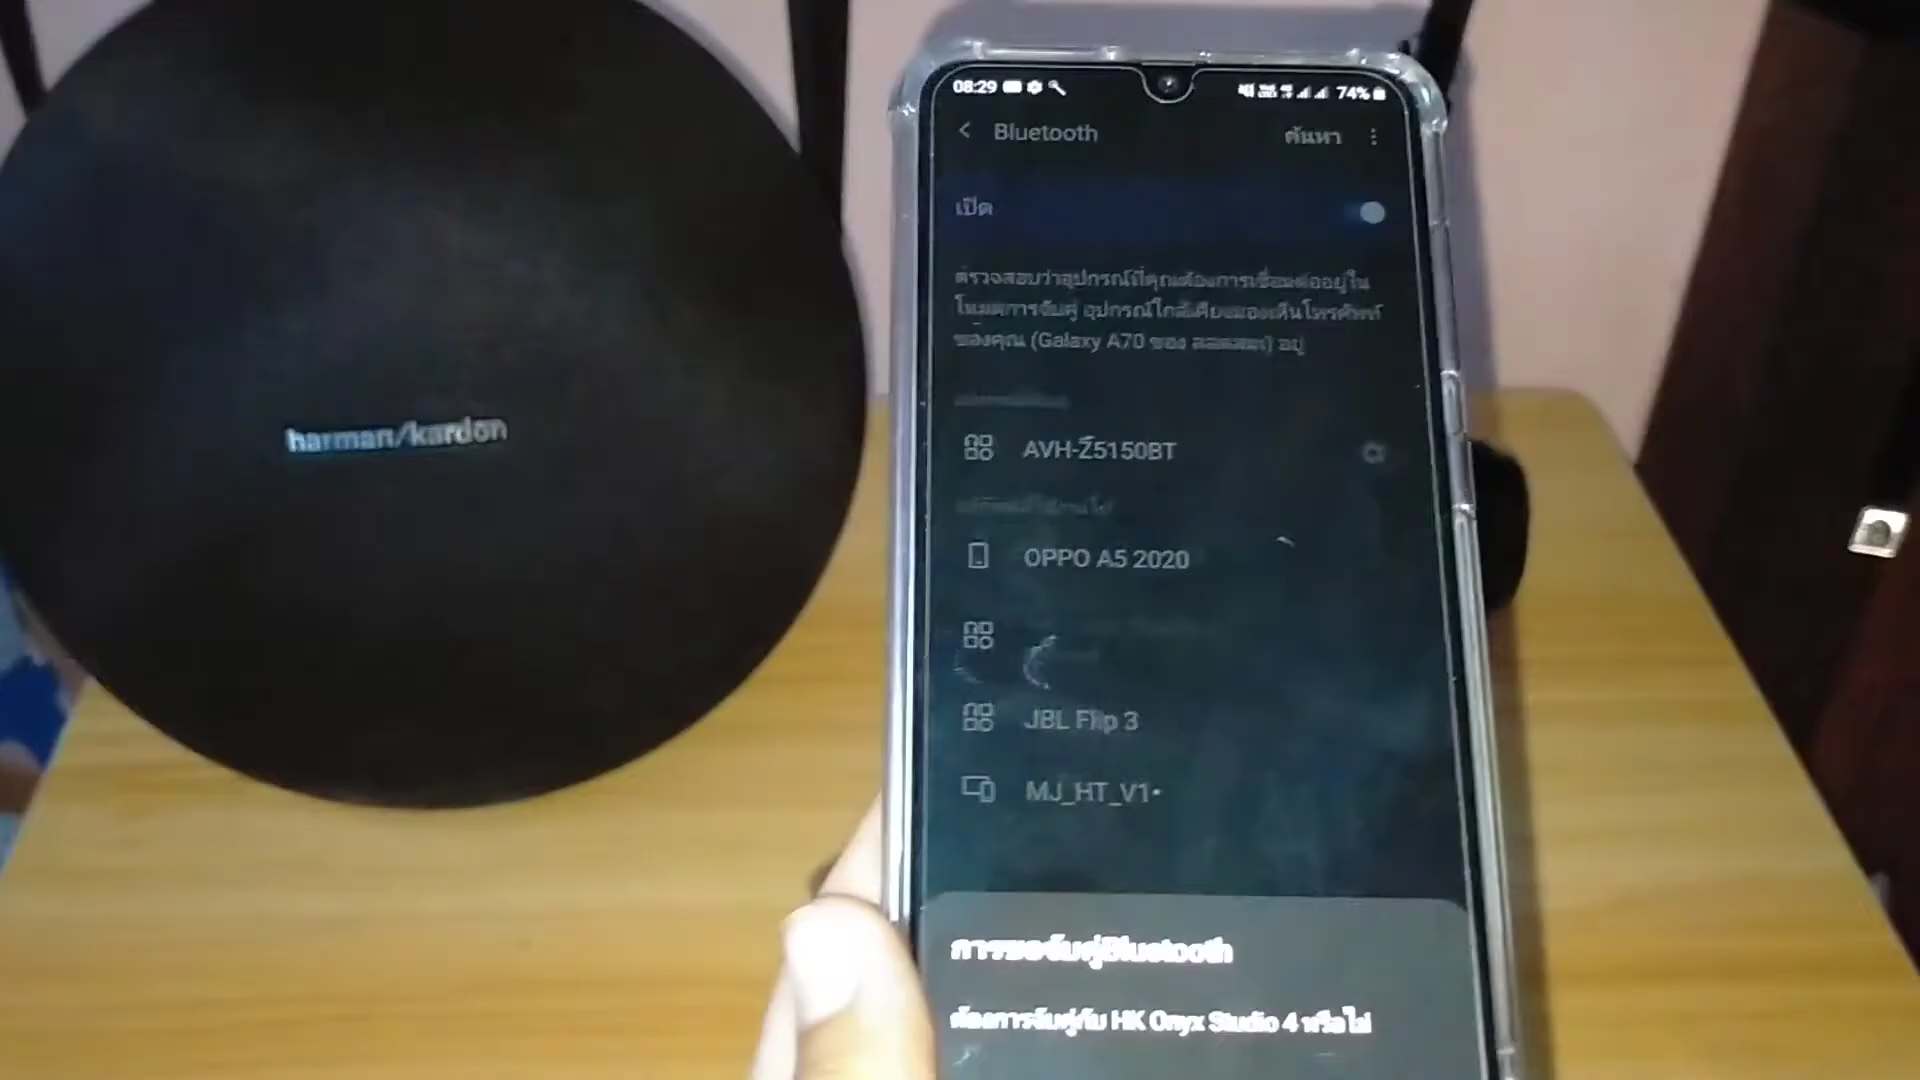 harman/kardon
08:29
74%
Bluetooth
ค้นหา
เปิด
ตรวจสอบว่าอุปกรณ์ที่คุณต้องการเชื่อมต่ออยู่ใน
โหมดการจับคู่ อุปกรณ์ใกล้เคียงมองเห็นโทรศัพท์
ของคุณ (Galaxy A70 ของ อยู่
AVH-Z5150BT
OPPO A5 2020
JBL Flip 3
MJ_HT_V1
การขอจับคู่Bluetooth
ต้องการจับคู่กับ HK Onyx Studio 4 หรือไม่